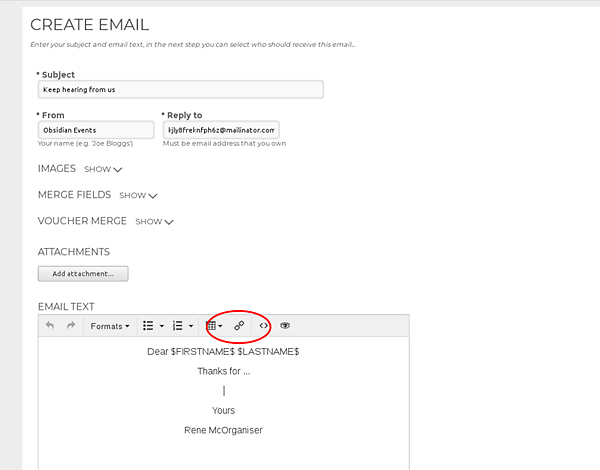 CREATE EMAIL
Enter your subject and email text, in the next step you can select who should receive this email...
* Subject
Keep hearing from us
* From * Reply to
Obsidian Events kjly8freknfph6z@mailinator.com
Your name (e.g. 'Joe Bloggs') Must be email address that you own
IMAGES SHOW
MERGE FIELDS SHOW
VOUCHER MERGE SHOW
ATTACHMENTS
Add attachment...
EMAIL TEXT
Formats
Dear $FIRSTNAME$ $LASTNAME$
Thanks for ...
Yours
Rene McOrganiser